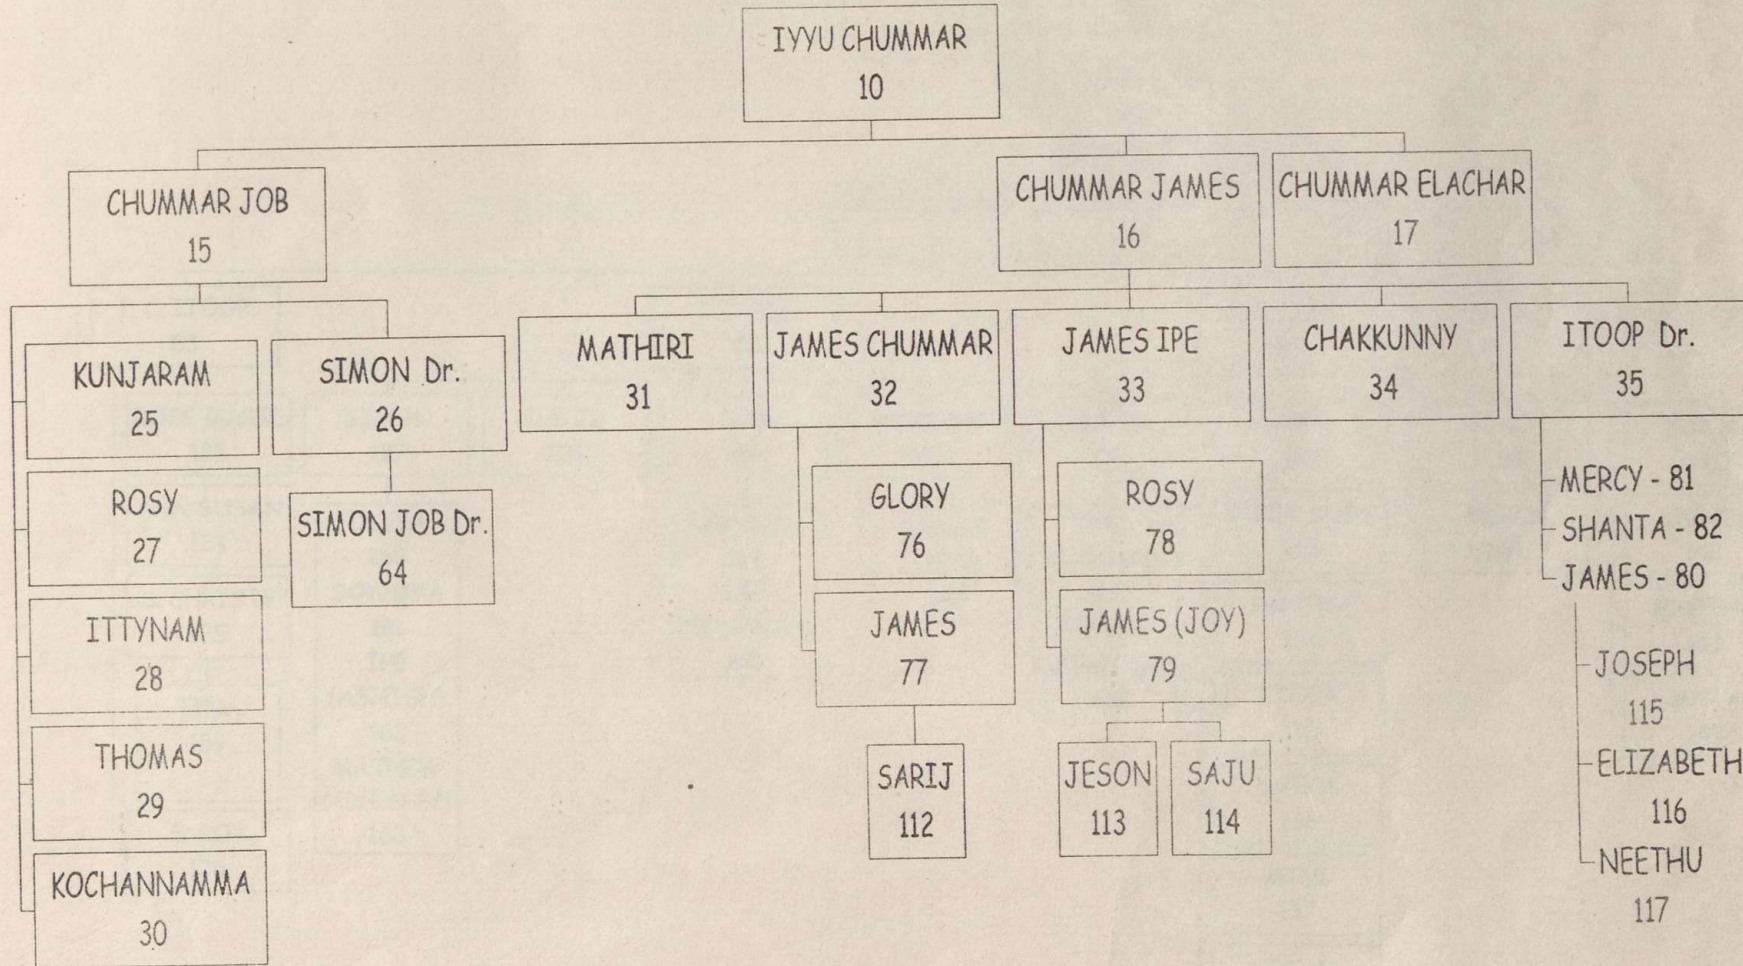 IYYU CHUMMAR
10
CHUMMAR JOB
15
CHUMMAR JAMES
16
CHUMMAR ELACHAR
17
KUNJARAM
25
SIMON Dr.
26
ROSY
27
SIMON JOB Dr.
64
ITTYNAM
28
THOMAS
29
KOCHANNAMMA
30
MATHIRI
31
JAMES CHUMMAR
32
GLORY
76
JAMES
77
SARIJ
112
JAMES IPE
33
ROSY
78
JAMES (JOY)
79
JESON
113
SAJU
114
CHAKKUNNY
34
ITOOP Dr.
35
MERCY - 81
SHANTA - 82
JAMES - 80
JOSEPH
115
ELIZABETH
116
NEETHU
117